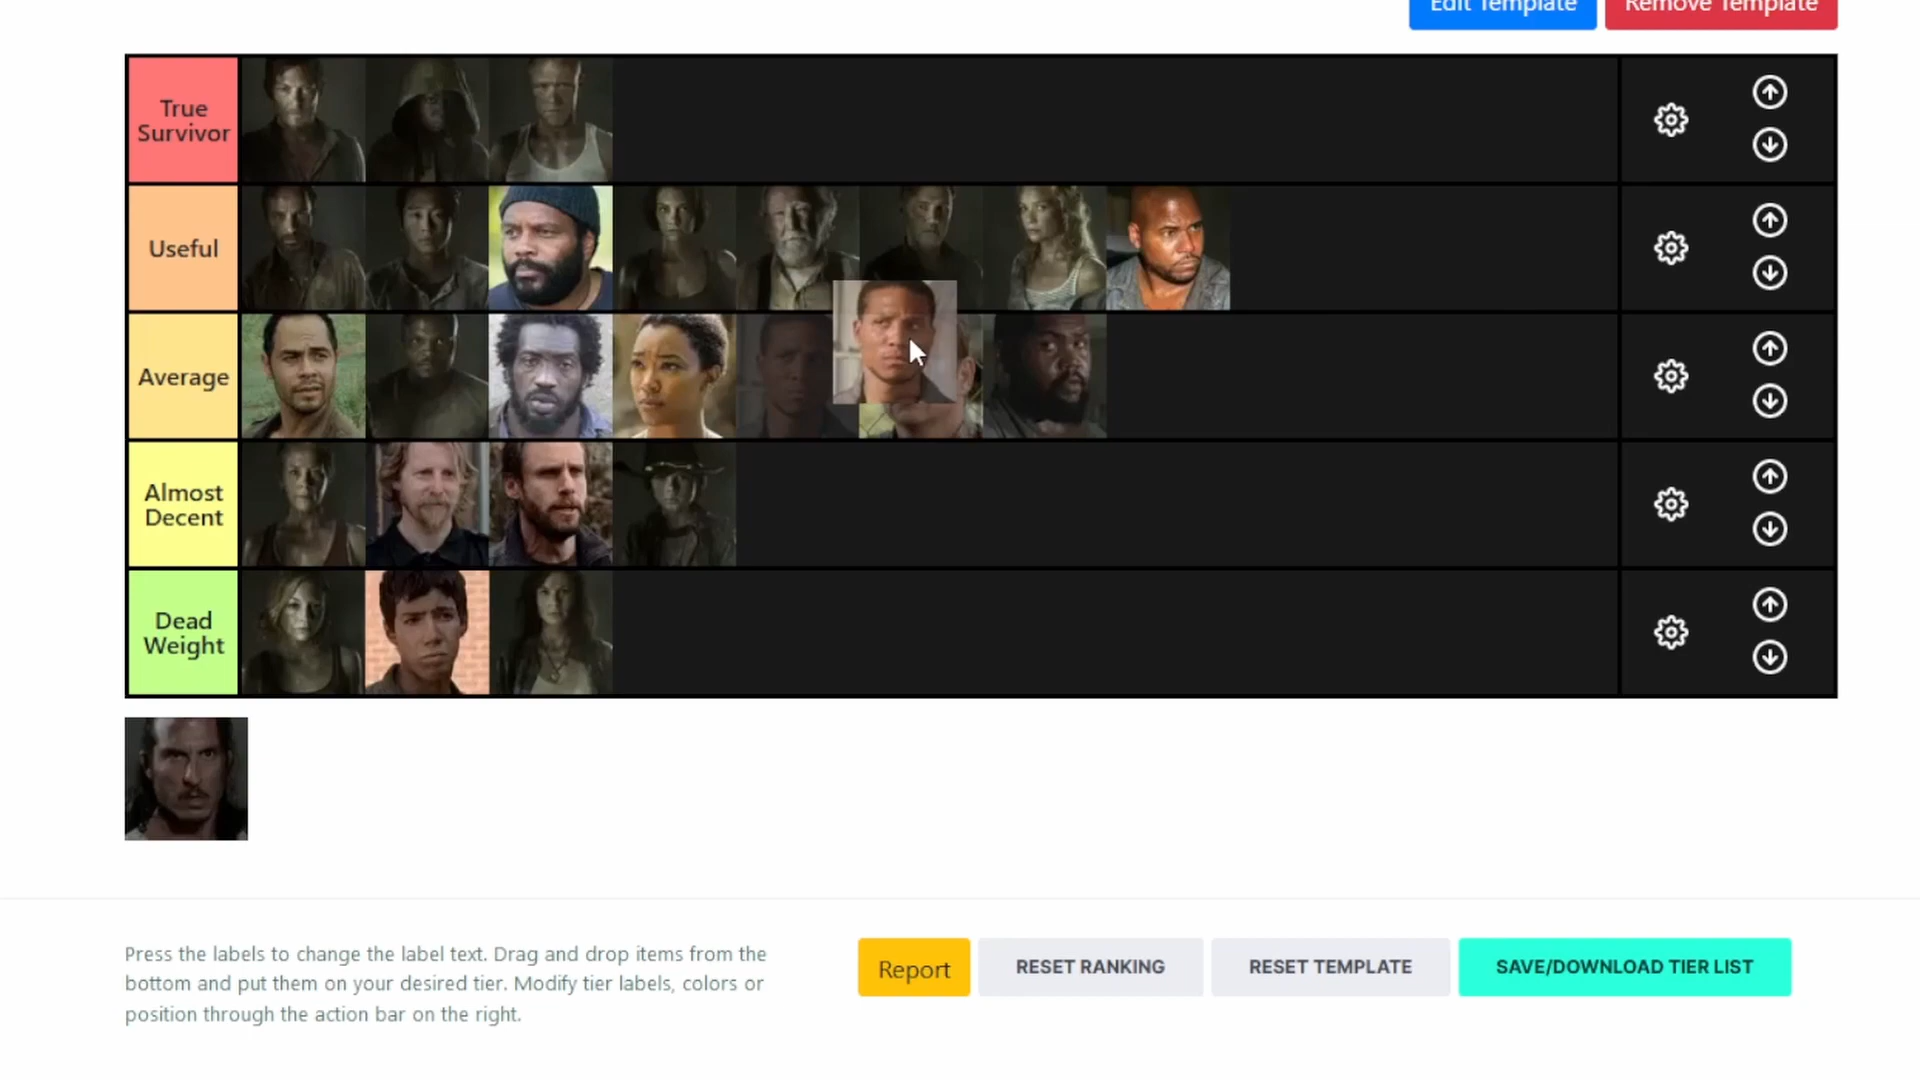 Edit Template
Remove Template
True
Survivor
Useful
Average
Almost
Decent
Dead
Weight
Press the labels to change the label text. Drag and drop items from the
bottom and put them on your desired tier. Modify tier labels, colors or
position through the action bar on the right.
Report
RESET RANKING
RESET TEMPLATE
SAVE/DOWNLOAD TIER LIST